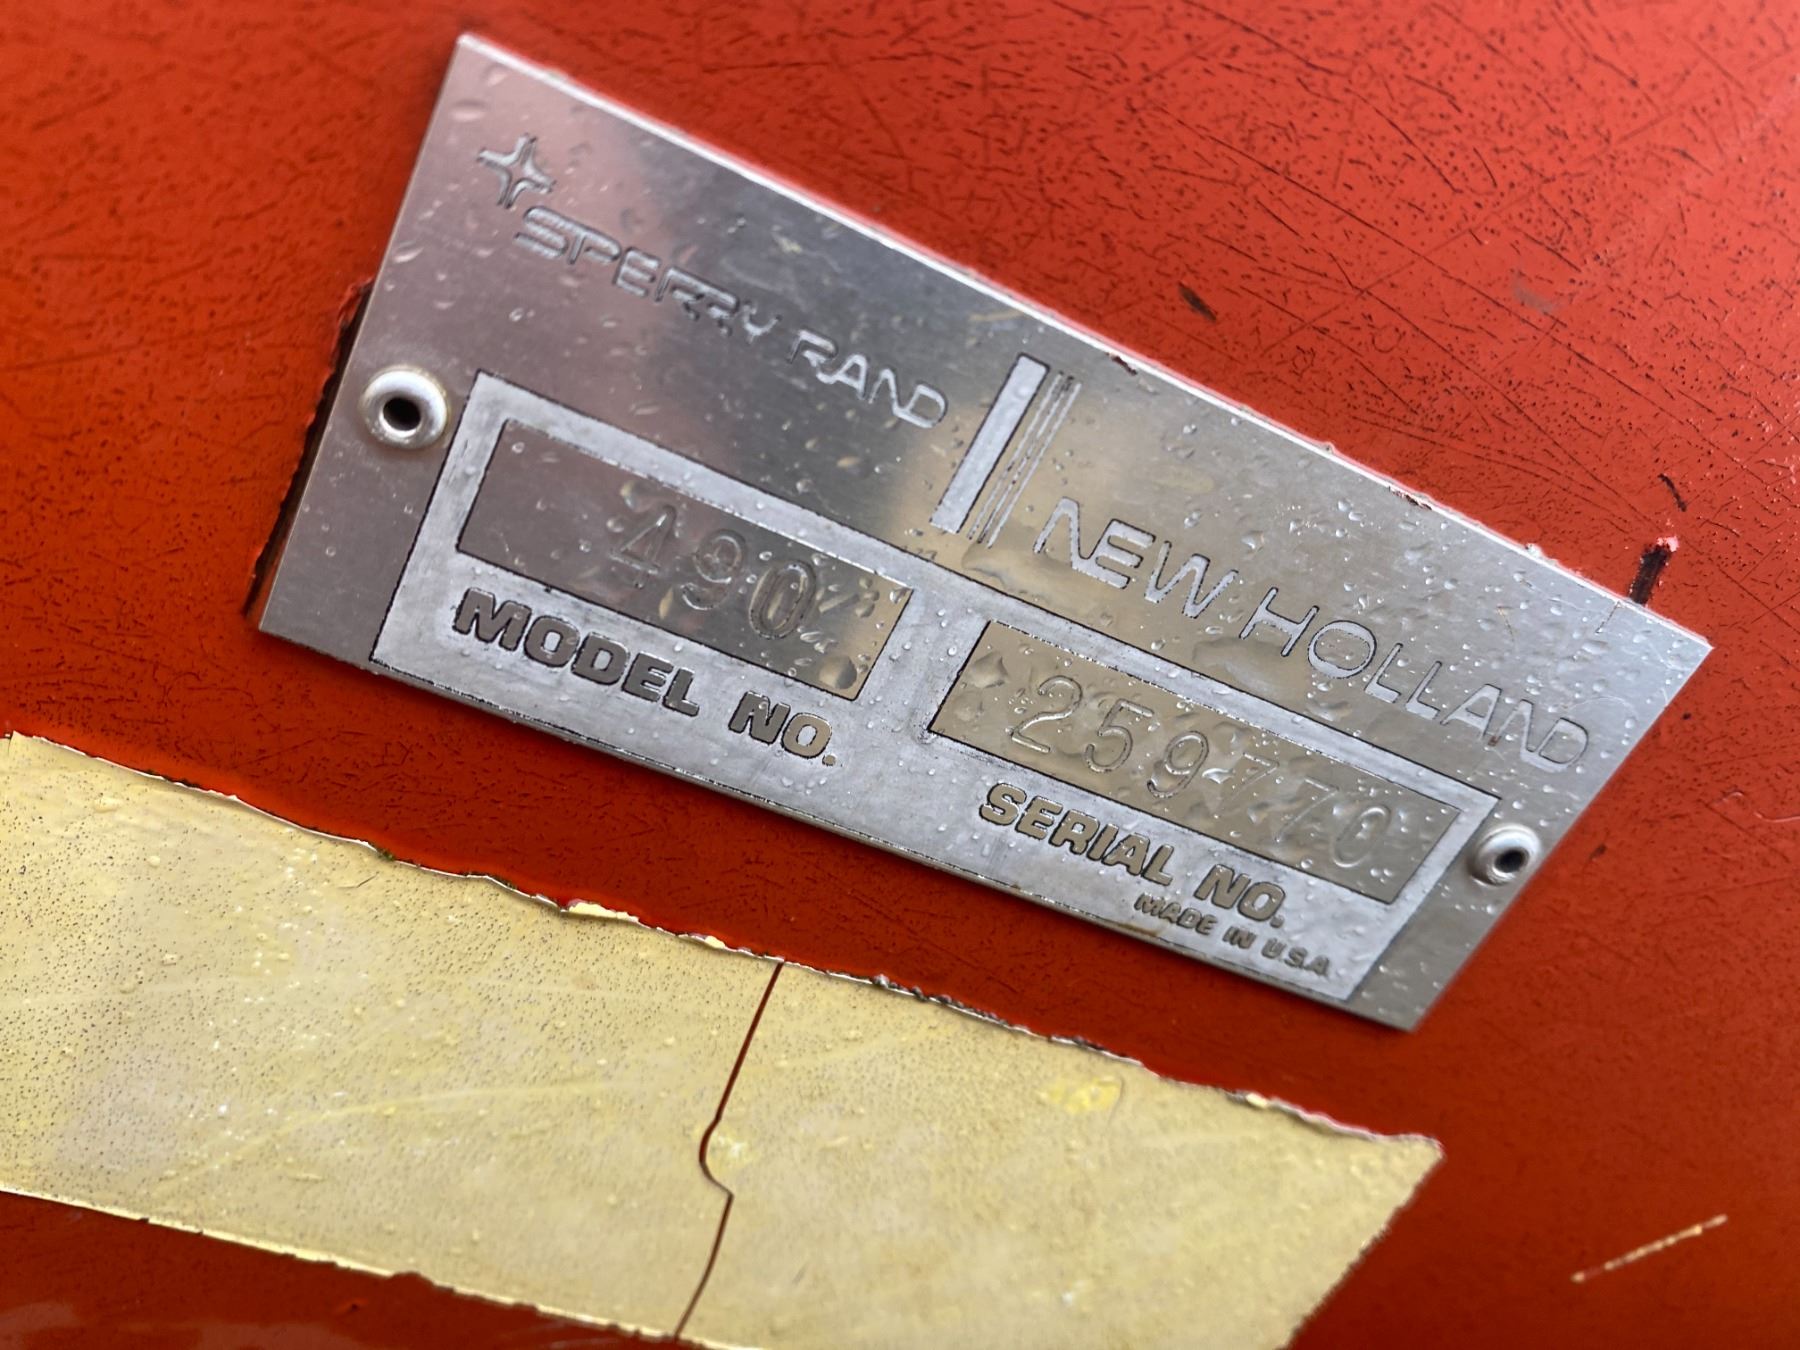 SPERRY RAND
NEW HOLLAND
490
MODEL NO.
259770
SERIAL NO.
MADE IN U.S.A.